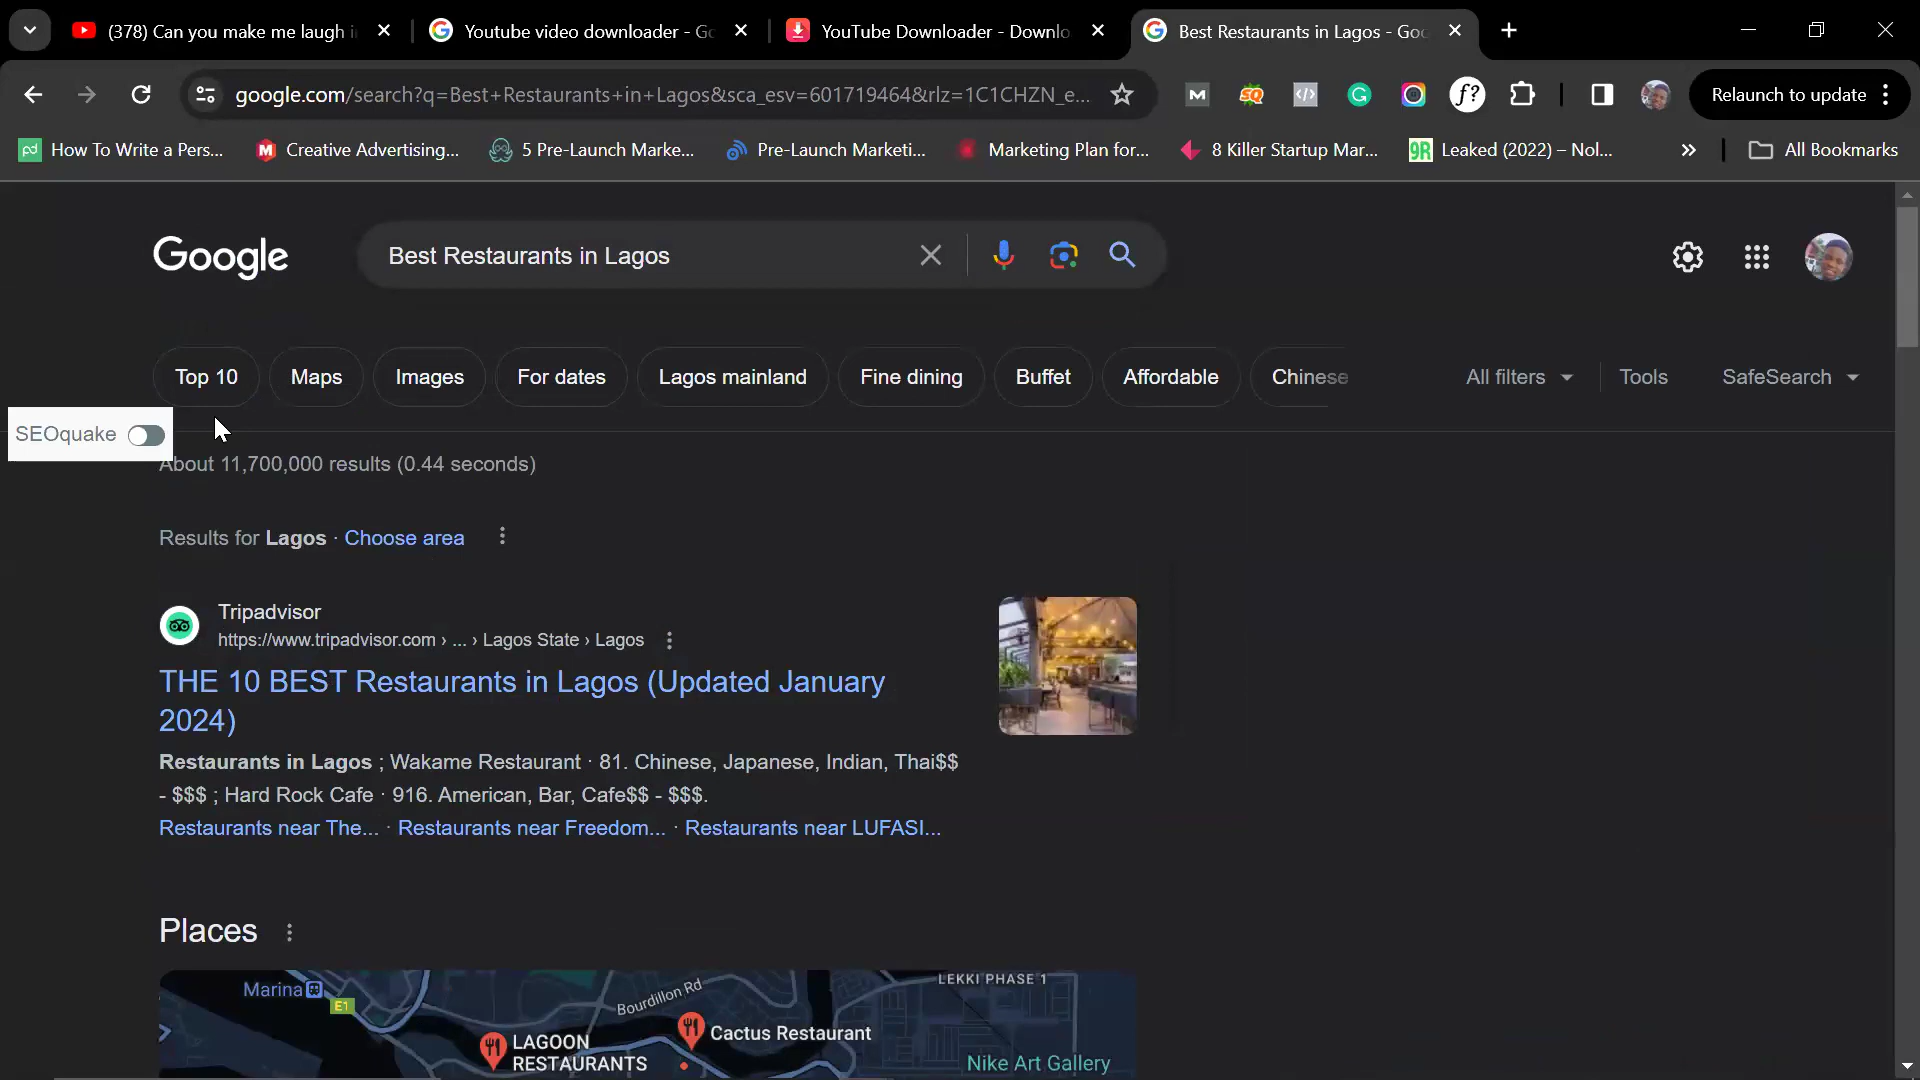 (378) Can you make me laugh i
Youtube video downloader - Go
YouTube Downloader - Downlo
Best Restaurants in Lagos - Goo
google.com/search?q=Best+Restaurants+in+Lagos&sca_esv=601719464&rlz=1C1CHZN_e...
M
SQ
</>
G
f?
Relaunch to update
pd How To Write a Pers...
M Creative Advertising...
5 Pre-Launch Marke...
Pre-Launch Marketi...
Marketing Plan for...
8 Killer Startup Mar...
9R Leaked (2022) – Nol...
»
All Bookmarks
Google
Best Restaurants in Lagos
Top 10
Maps
Images
For dates
Lagos mainland
Fine dining
Buffet
Affordable
Chinese
All filters
Tools
SafeSearch
SEOquake
About 11,700,000 results (0.44 seconds)
Results for Lagos · Choose area
Tripadvisor
https://www.tripadvisor.com › ... › Lagos State › Lagos
THE 10 BEST Restaurants in Lagos (Updated January
2024)
Restaurants in Lagos ; Wakame Restaurant · 81. Chinese, Japanese, Indian, Thai$$
- $$$ ; Hard Rock Cafe · 916. American, Bar, Cafe$$ - $$$.
Restaurants near The... · Restaurants near Freedom... · Restaurants near LUFASI...
Places
Marina
E1
Bourdillon Rd
LEKKI PHASE 1
LAGOON
RESTAURANTS
Cactus Restaurant
Nike Art Gallery